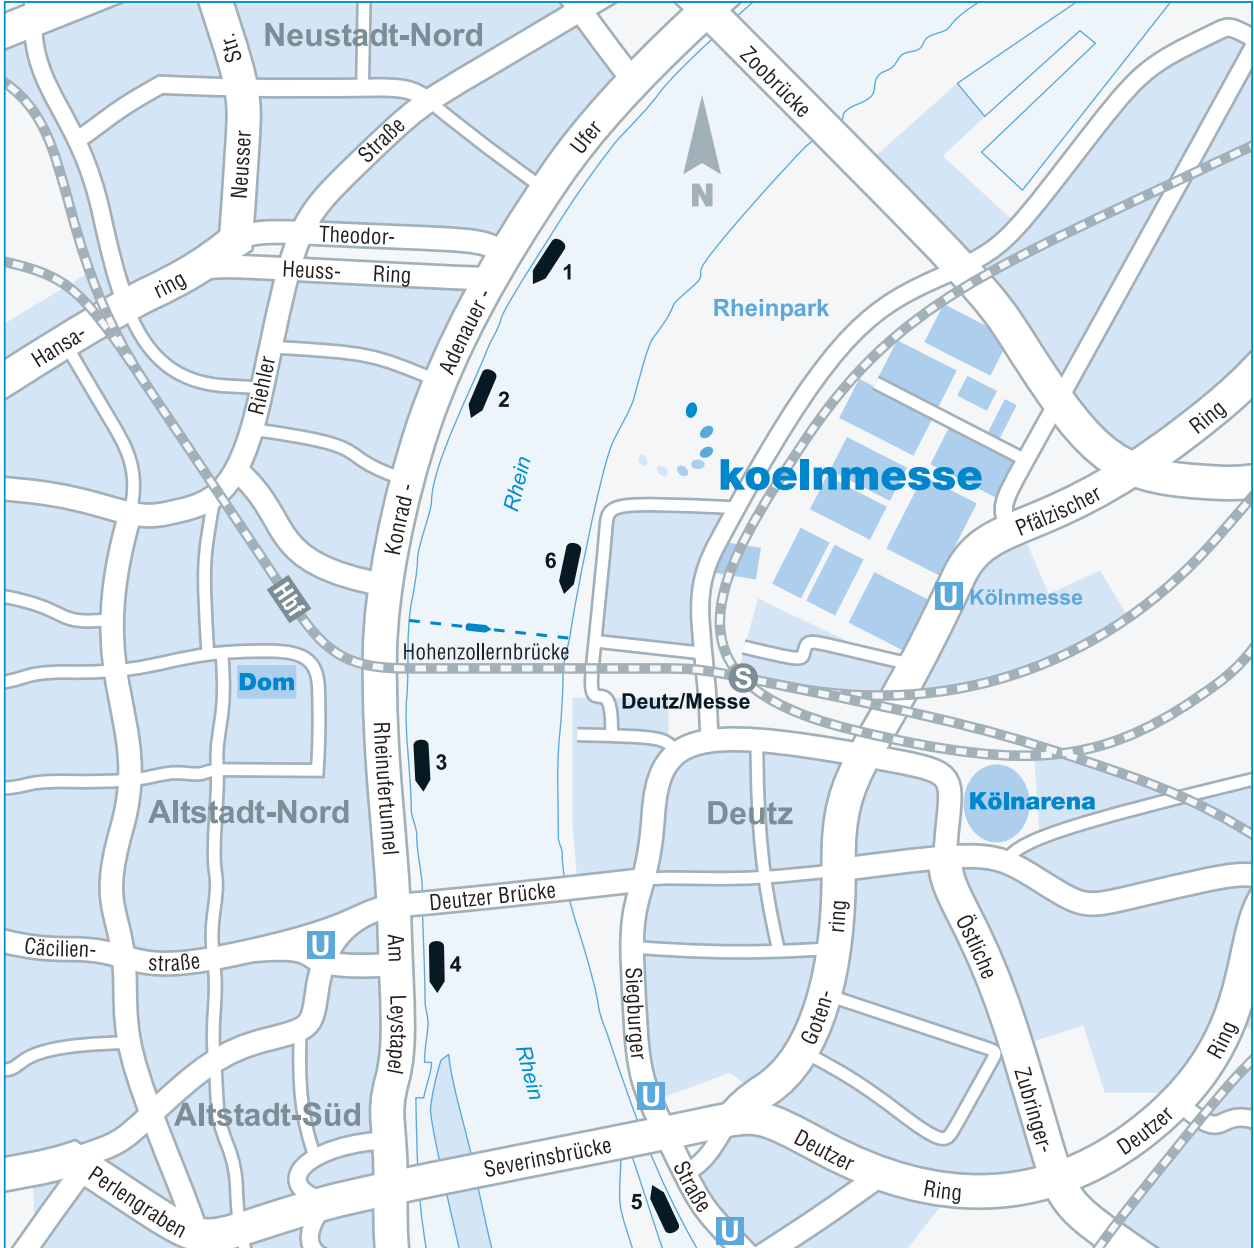 Neustadt-Nord
Str.
Zoobrücke
Neusser
Straße
Ufer
N
Theodor-
Heuss- Ring
1
ring
Hansa-
Adenauer -
Rheinpark
Riehler
2
Ring
Rhein
koelnmesse
Konrad -
Pfälzischer
6
Hbf
U Kölnmesse
Hohenzollernbrücke
Dom
S
Deutz/Messe
3
Rheinufertunnel
Altstadt-Nord
Deutz
Kölnarena
Deutzer Brücke
ring
Cäcilien-
straße
U
Am
4
Östliche
Siegburger
Leystapel
Goten-
Ring
Rhein
U
Zubringer-
Altstadt-Süd
Severinsbrücke
Deutzer
Deutzer
Ring
Perlengraben
Straße
5
U